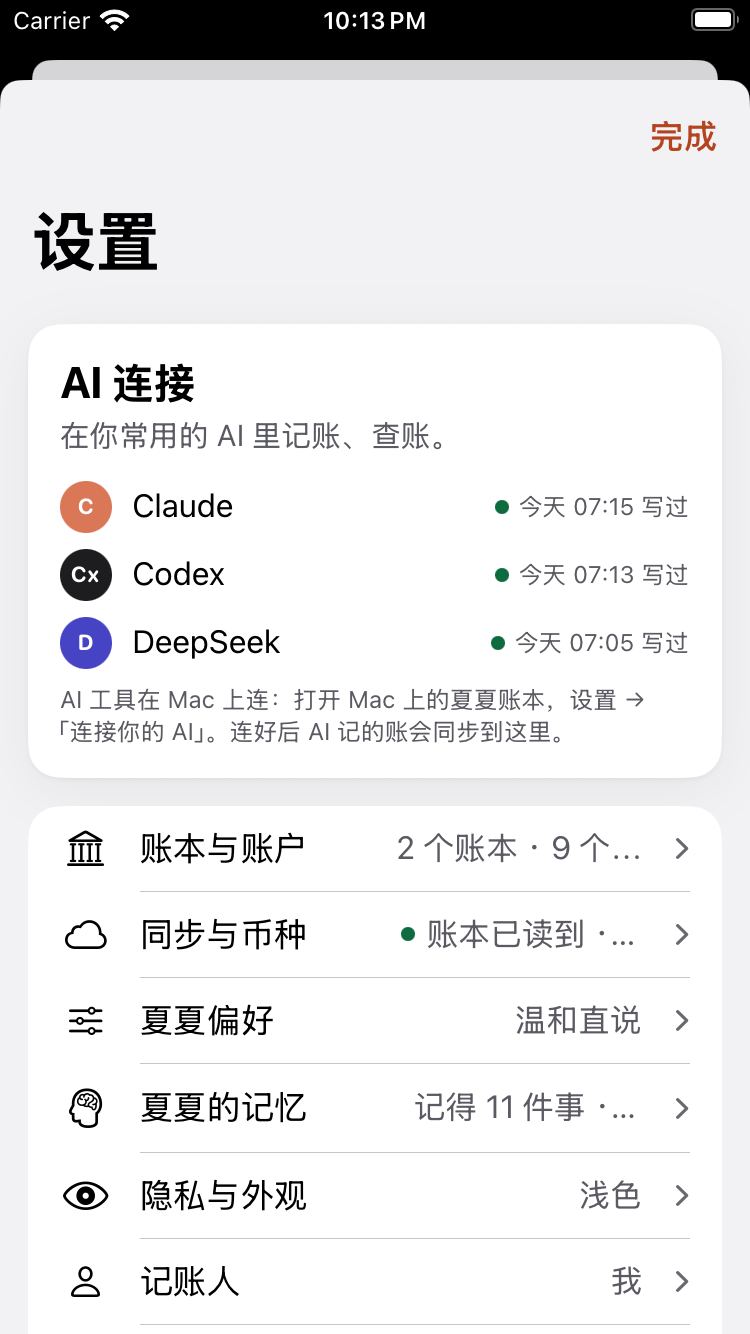 Carrier 10:13 PM
完成
设置
AI 连接
在你常用的 AI 里记账、查账。
C Claude 今天 07:15 写过
Cx Codex 今天 07:13 写过
D DeepSeek 今天 07:05 写过
AI 工具在 Mac 上连：打开 Mac 上的夏夏账本，设置 →
「连接你的 AI」。连好后 AI 记的账会同步到这里。
账本与账户 2 个账本 · 9 个…
同步与币种 账本已读到 ·…
夏夏偏好 温和直说
夏夏的记忆 记得 11 件事 ·…
隐私与外观 浅色
记账人 我